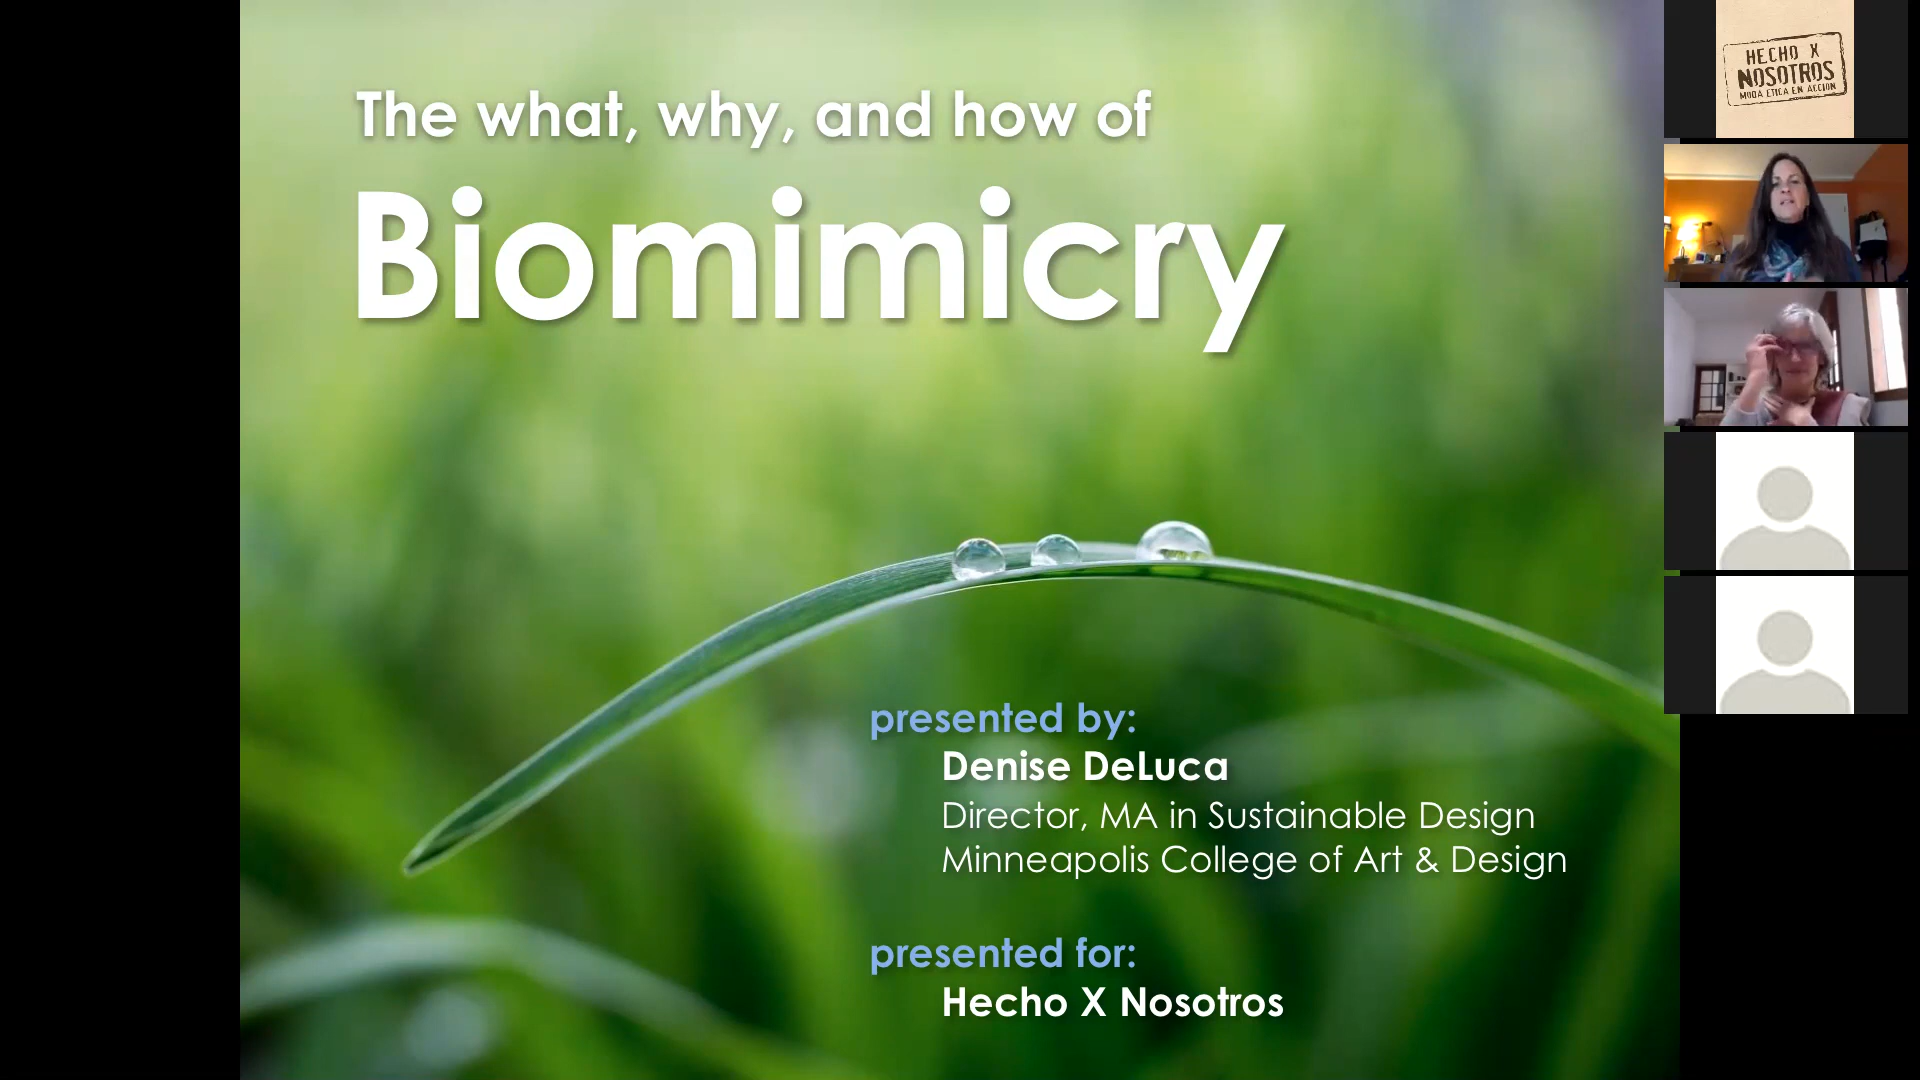 The what, why, and how of
Biomimicry
presented by:
Denise DeLuca
Director, MA in Sustainable Design
Minneapolis College of Art & Design
presented for:
Hecho X Nosotros
HECHO X
NOSOTROS
MODA ETICA EN ACCION